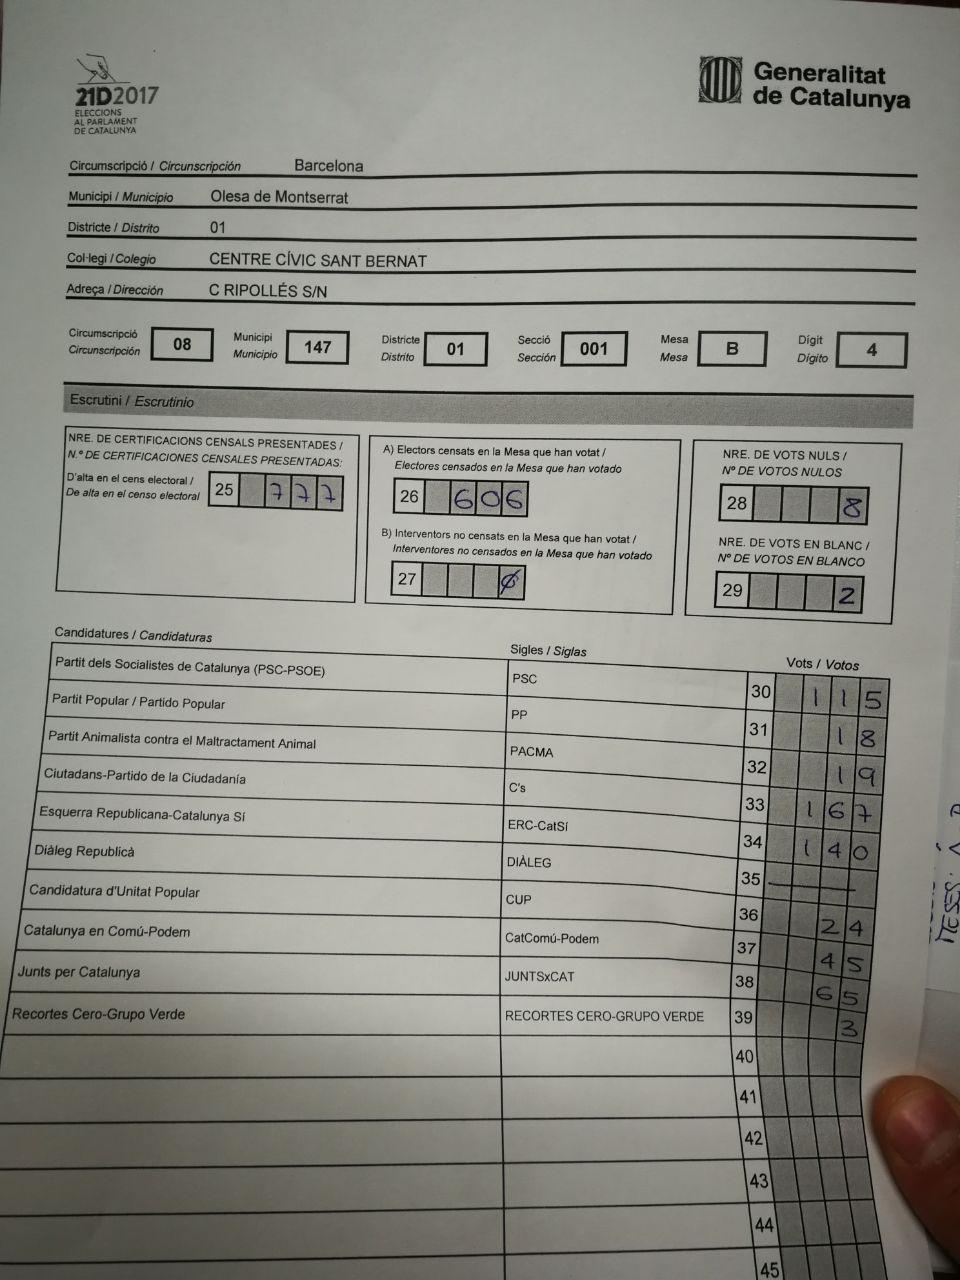 21D2017
ELECCIONS
AL PARLAMENT
DE CATALUNYA
Generalitat
de Catalunya
Circumscripció / Circunscripción Barcelona
Municipi / Municipio Olesa de Montserrat
Districte / Distrito 01
Col·legi / Colegio CENTRE CÍVIC SANT BERNAT
Adreça / Dirección C RIPOLLÉS S/N
Circumscripció
Circunscripción
08
Municipi
Municipio
147
Districte
Distrito
01
Secció
Sección
001
Mesa
Mesa
B
Dígit
Dígito
4
Escrutini / Escrutinio
NRE. DE CERTIFICACIONS CENSALS PRESENTADES /
N.º DE CERTIFICACIONES CENSALES PRESENTADAS:
D'alta en el cens electoral /
De alta en el censo electoral
25 777
A) Electors censats en la Mesa que han votat /
Electores censados en la Mesa que han votado
26 606
B) Interventors no censats en la Mesa que han votat /
Interventores no censados en la Mesa que han votado
27 Ø
NRE. DE VOTS NULS /
Nº DE VOTOS NULOS
28 8
NRE. DE VOTS EN BLANC /
Nº DE VOTOS EN BLANCO
29 2
Candidatures / Candidaturas Sigles / Siglas Vots / Votos
Partit dels Socialistes de Catalunya (PSC-PSOE) PSC 30 115
Partit Popular / Partido Popular PP 31 18
Partit Animalista contra el Maltractament Animal PACMA 32 19
Ciutadans-Partido de la Ciudadanía C's 33 167
Esquerra Republicana-Catalunya Sí ERC-CatSí 34 140
Diàleg Republicà DIÀLEG 35 —
Candidatura d'Unitat Popular CUP 36 24
Catalunya en Comú-Podem CatComú-Podem 37 45
Junts per Catalunya JUNTSxCAT 38 65
Recortes Cero-Grupo Verde RECORTES CERO-GRUPO VERDE 39 3
40
41
42
43
44
45
MESES: